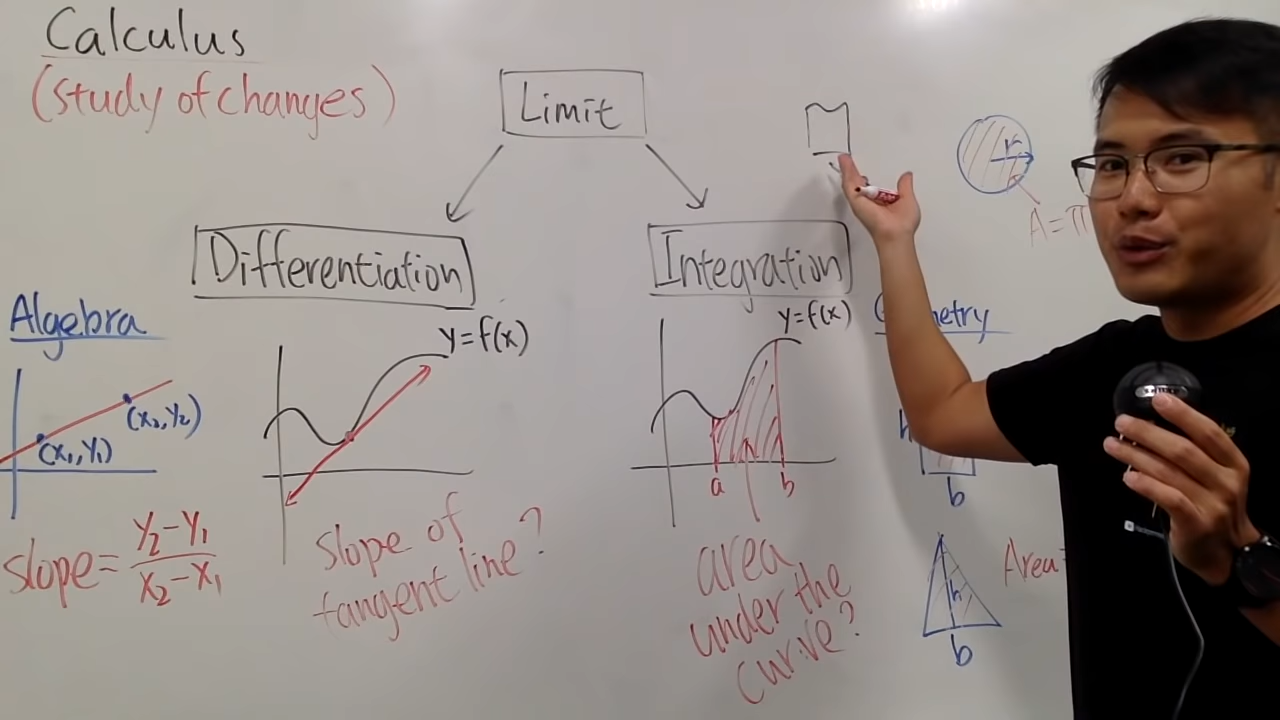 Calculus
(study of changes)
Limit
Differentiation
Integration
Algebra
y=f(x)
y=f(x)
(x₁,y₁)
(x₂,y₂)
slope = (y₂-y₁)/(x₂-x₁)
slope of
tangent line?
a
b
area
under the
curve?
r
A=π
h
b
h
b
Area=